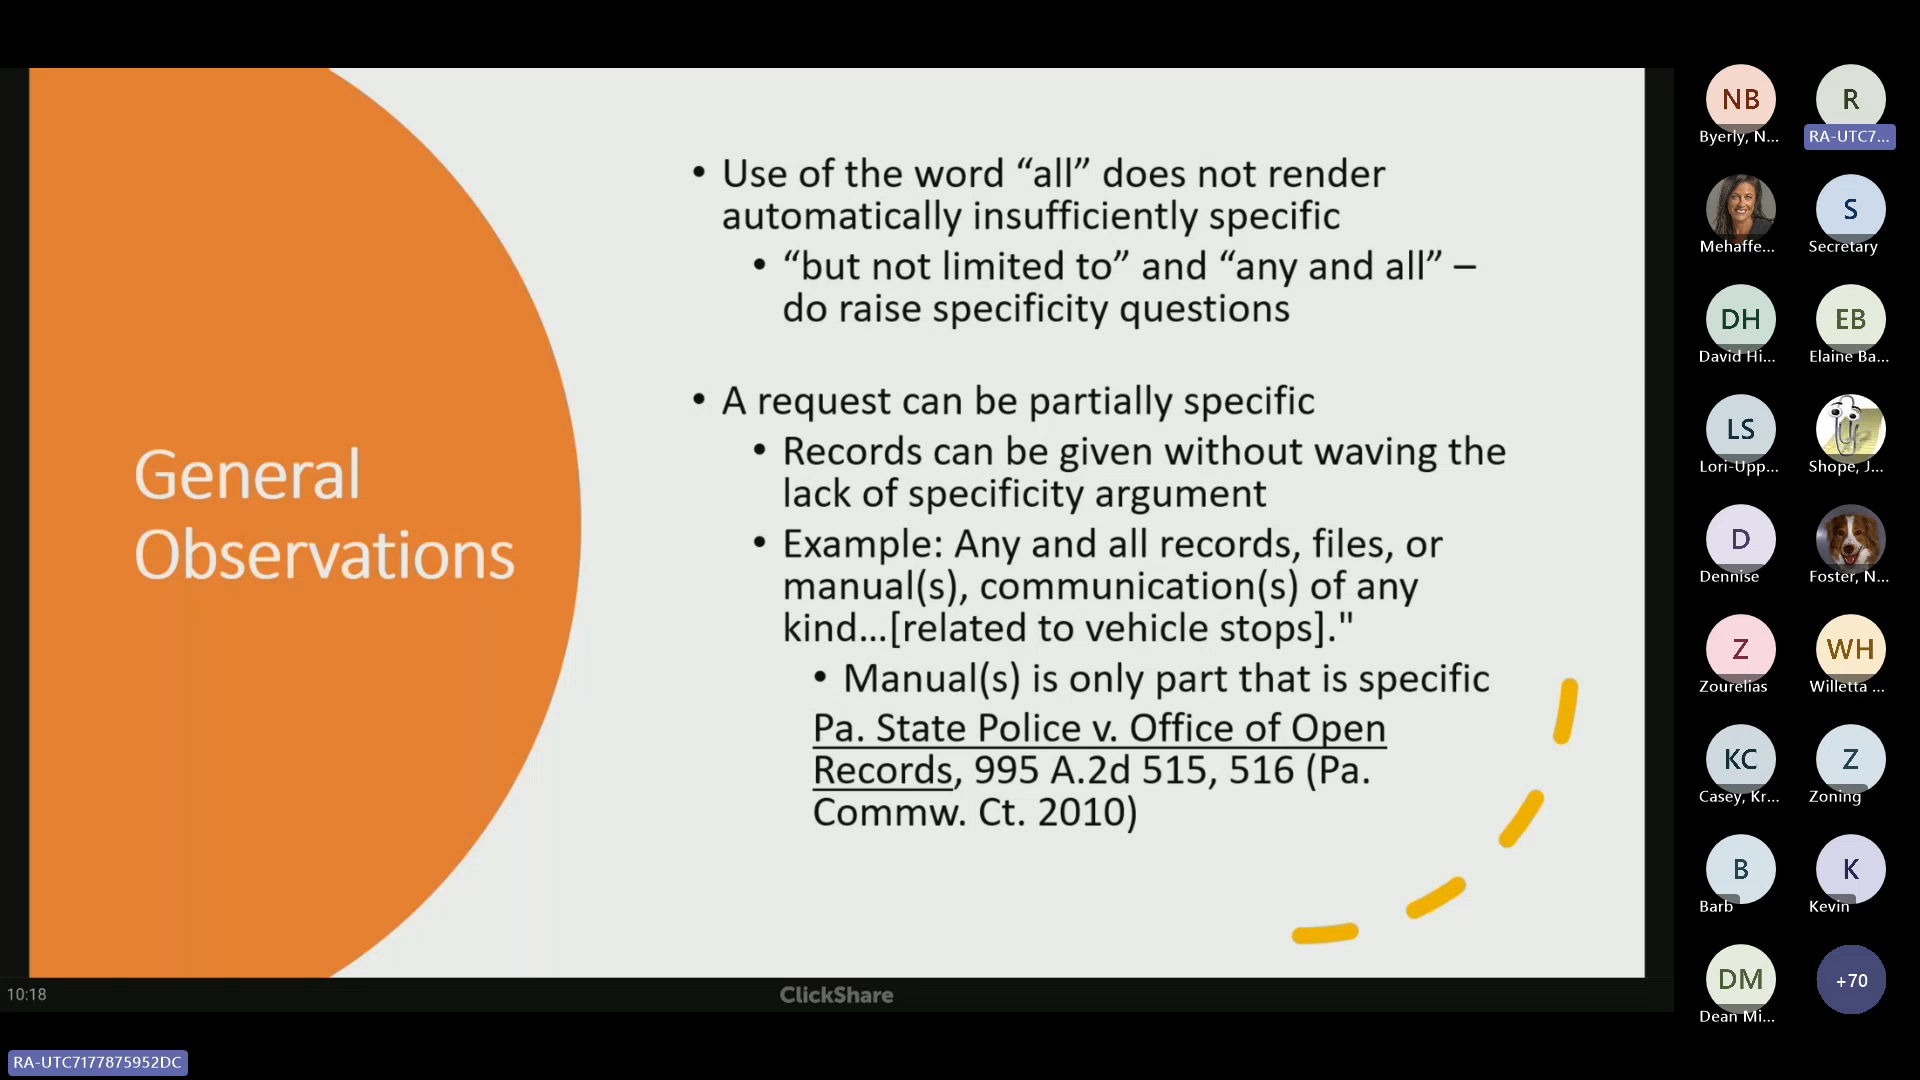 General
Observations
• Use of the word “all” does not render
automatically insufficiently specific
• “but not limited to” and “any and all” –
do raise specificity questions
• A request can be partially specific
• Records can be given without waving the
lack of specificity argument
• Example: Any and all records, files, or
manual(s), communication(s) of any
kind…[related to vehicle stops]."
• Manual(s) is only part that is specific
Pa. State Police v. Office of Open
Records, 995 A.2d 515, 516 (Pa.
Commw. Ct. 2010)
10:18
ClickShare
RA-UTC7177875952DC
NB
Byerly, N...
R
RA-UTC7...
Mehaffe...
S
Secretary
DH
David Hi...
EB
Elaine Ba...
LS
Lori-Upp...
Shope, J...
D
Dennise
Foster, N...
Z
Zourelias
WH
Willetta ...
KC
Casey, Kr...
Z
Zoning
B
Barb
K
Kevin
DM
Dean Mi...
+70